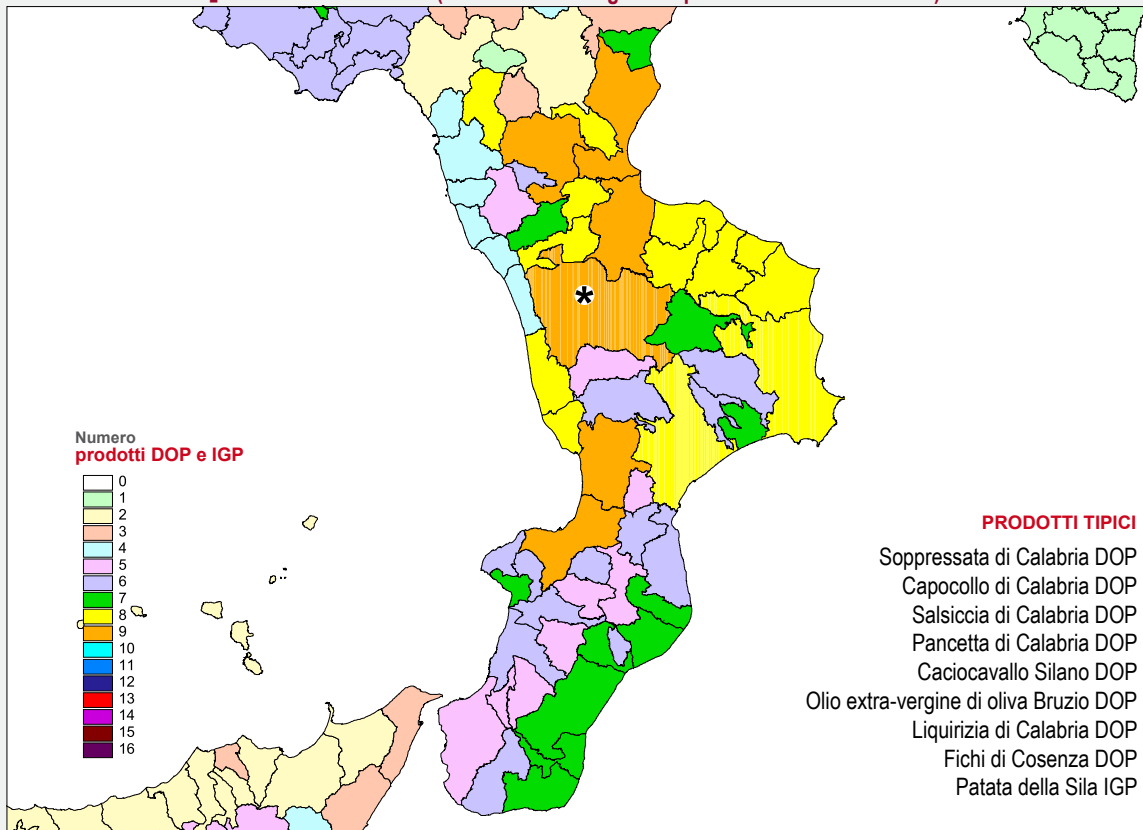 Numero
prodotti DOP e IGP
0
1
2
3
4
5
6
7
8
9
10
11
12
13
14
15
16
*
PRODOTTI TIPICI
Soppressata di Calabria DOP
Capocollo di Calabria DOP
Salsiccia di Calabria DOP
Pancetta di Calabria DOP
Caciocavallo Silano DOP
Olio extra-vergine di oliva Bruzio DOP
Liquirizia di Calabria DOP
Fichi di Cosenza DOP
Patata della Sila IGP